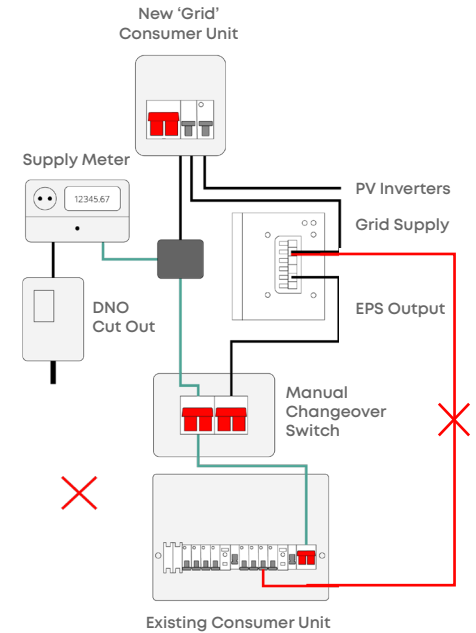 New ‘Grid’
Consumer Unit
Supply Meter
12345.67
PV Inverters
Grid Supply
DNO
Cut Out
EPS Output
Manual
Changeover
Switch
Existing Consumer Unit